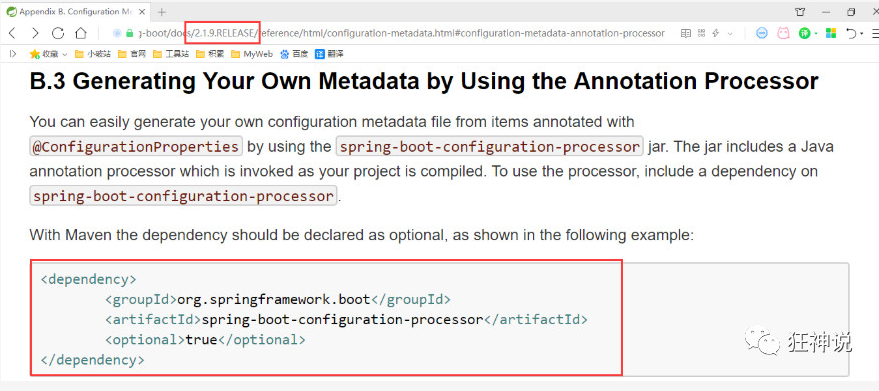 Appendix B. Configuration Me
-boot/docs/2.1.9.RELEASE/reference/html/configuration-metadata.html#configuration-metadata-annotation-processor
收藏 小破站 官网 工具站 积累 MyWeb 百度 翻译
B.3 Generating Your Own Metadata by Using the Annotation Processor
You can easily generate your own configuration metadata file from items annotated with
@ConfigurationProperties by using the spring-boot-configuration-processor jar. The jar includes a Java
annotation processor which is invoked as your project is compiled. To use the processor, include a dependency on
spring-boot-configuration-processor.
With Maven the dependency should be declared as optional, as shown in the following example:
<dependency>
<groupId>org.springframework.boot</groupId>
<artifactId>spring-boot-configuration-processor</artifactId>
<optional>true</optional>
</dependency>
狂神说